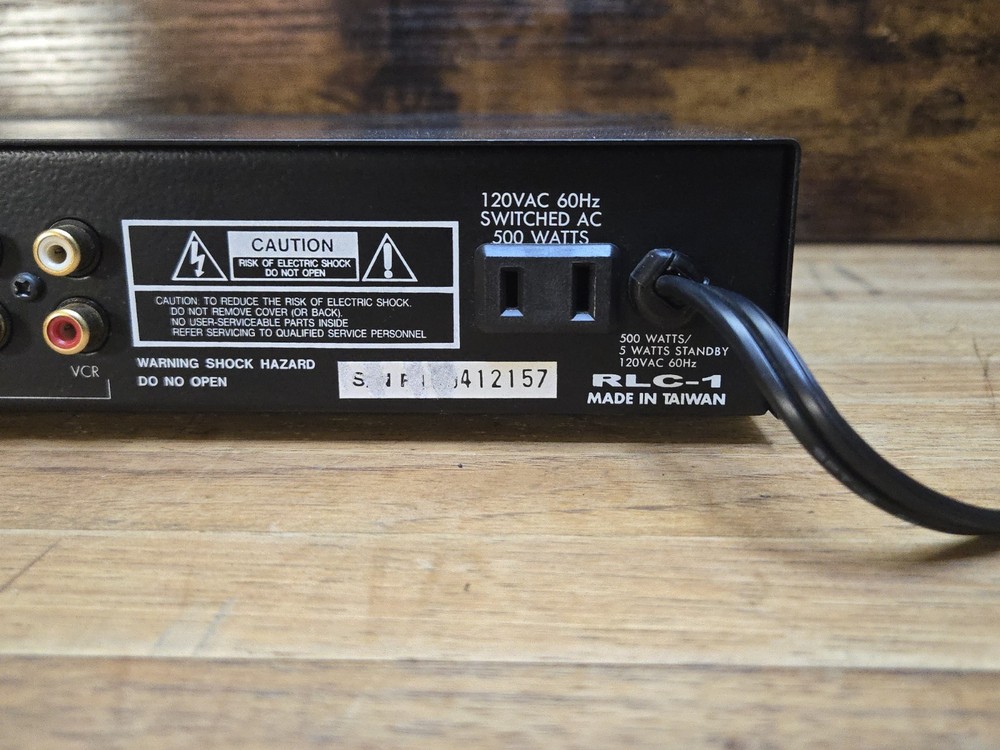 120VAC 60Hz
SWITCHED AC
500 WATTS
CAUTION
RISK OF ELECTRIC SHOCK
DO NOT OPEN
CAUTION: TO REDUCE THE RISK OF ELECTRIC SHOCK.
DO NOT REMOVE COVER (OR BACK).
NO USER-SERVICEABLE PARTS INSIDE
REFER SERVICING TO QUALIFIED SERVICE PERSONNEL
WARNING SHOCK HAZARD
DO NO OPEN
VCR
412157
500 WATTS/
5 WATTS STANDBY
120VAC 60Hz
RLC-1
MADE IN TAIWAN